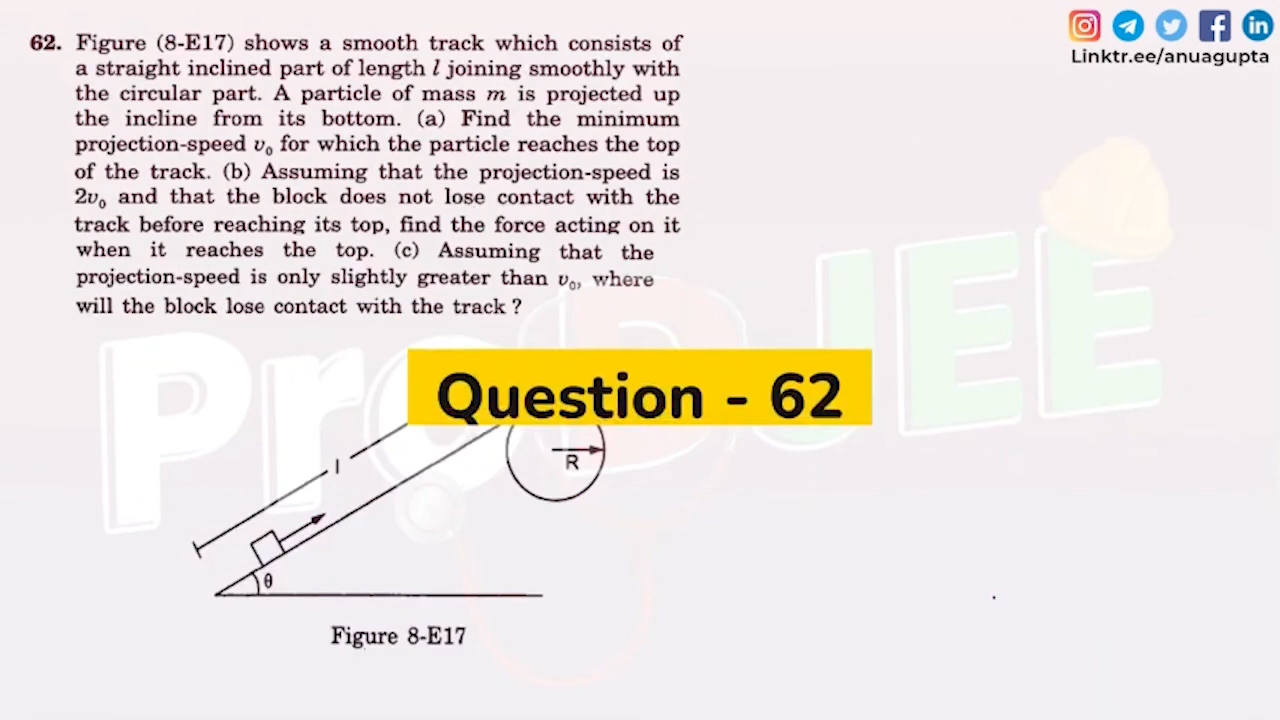 Linktr.ee/anuagupta
62. Figure (8-E17) shows a smooth track which consists of
a straight inclined part of length l joining smoothly with
the circular part. A particle of mass m is projected up
the incline from its bottom. (a) Find the minimum
projection-speed v₀ for which the particle reaches the top
of the track. (b) Assuming that the projection-speed is
2v₀ and that the block does not lose contact with the
track before reaching its top, find the force acting on it
when it reaches the top. (c) Assuming that the
projection-speed is only slightly greater than v₀, where
will the block lose contact with the track ?
JEE
Question - 62
l
R
θ
Figure 8-E17